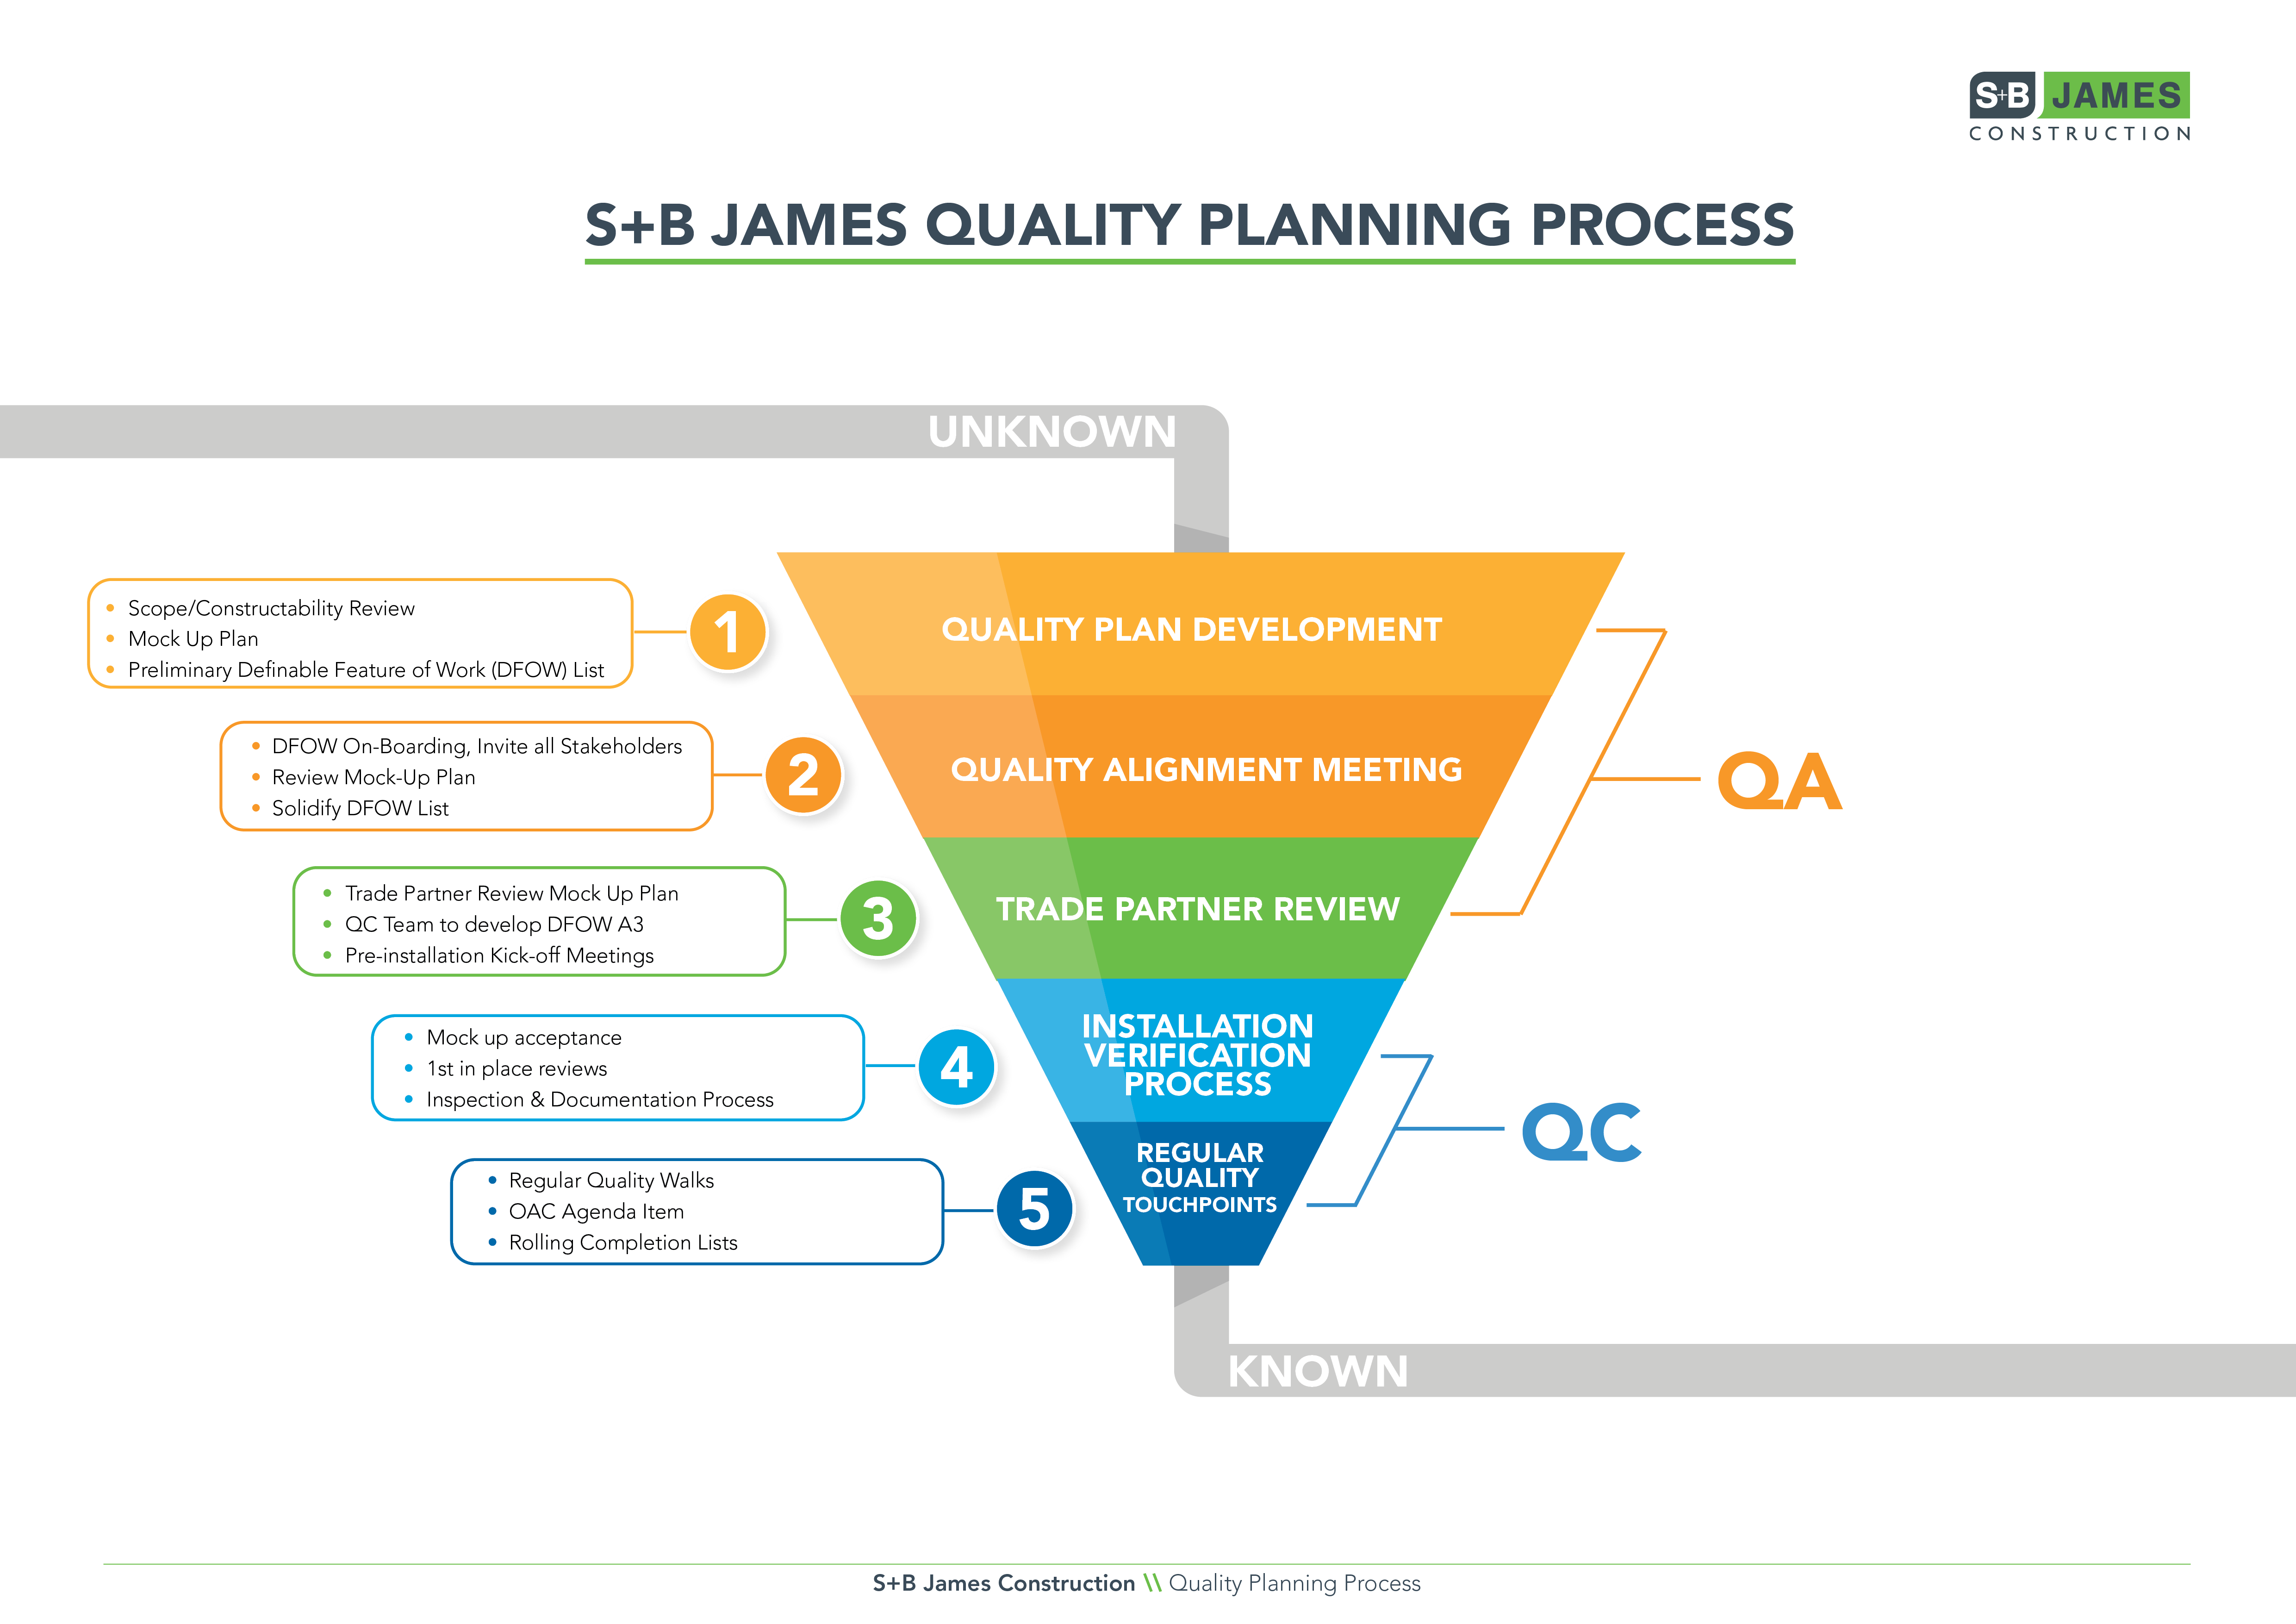 S+B JAMES
CONSTRUCTION
S+B JAMES QUALITY PLANNING PROCESS
UNKNOWN
• Scope/Constructability Review
• Mock Up Plan
• Preliminary Definable Feature of Work (DFOW) List
1
QUALITY PLAN DEVELOPMENT
• DFOW On-Boarding, Invite all Stakeholders
• Review Mock-Up Plan
• Solidify DFOW List
2
QUALITY ALIGNMENT MEETING
QA
• Trade Partner Review Mock Up Plan
• QC Team to develop DFOW A3
• Pre-installation Kick-off Meetings
3
TRADE PARTNER REVIEW
• Mock up acceptance
• 1st in place reviews
• Inspection & Documentation Process
4
INSTALLATION
VERIFICATION
PROCESS
QC
• Regular Quality Walks
• OAC Agenda Item
• Rolling Completion Lists
5
REGULAR
QUALITY
TOUCHPOINTS
KNOWN
S+B James Construction \\ Quality Planning Process